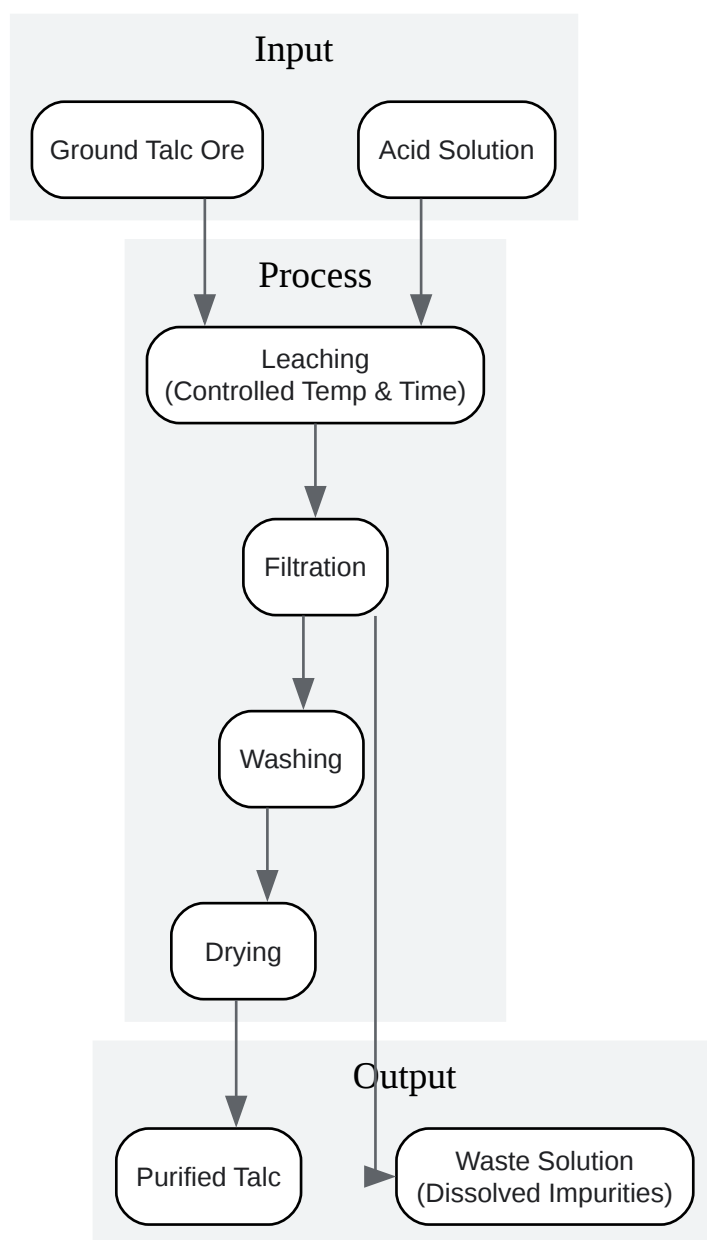 Input
Ground Talc Ore
Acid Solution
Process
Leaching
(Controlled Temp & Time)
Filtration
Washing
Drying
Output
Purified Talc
Waste Solution
(Dissolved Impurities)